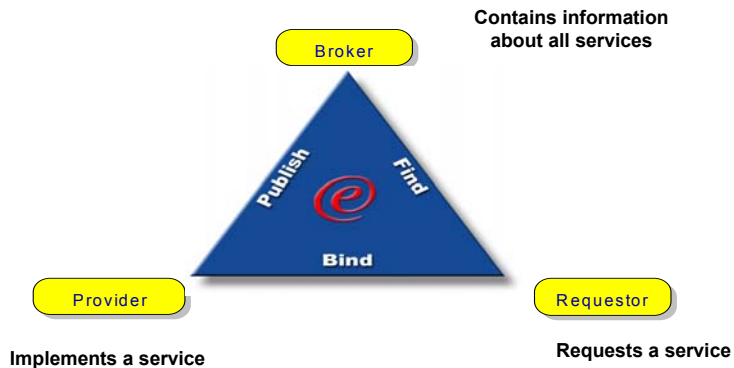 Contains information
about all services
Broker
Publish
Find
e
Bind
Provider
Requestor
Implements a service
Requests a service